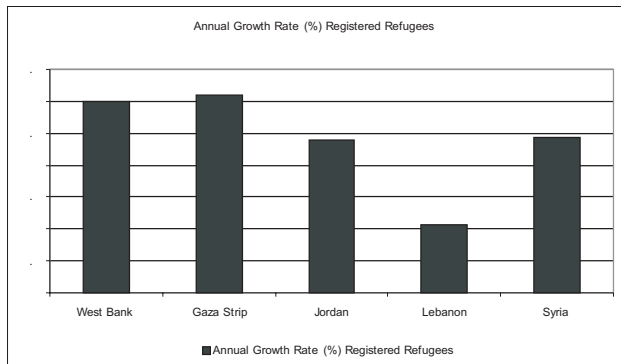 Annual Growth Rate (%) Registered Refugees
West Bank
Gaza Strip
Jordan
Lebanon
Syria
Annual Growth Rate (%) Registered Refugees